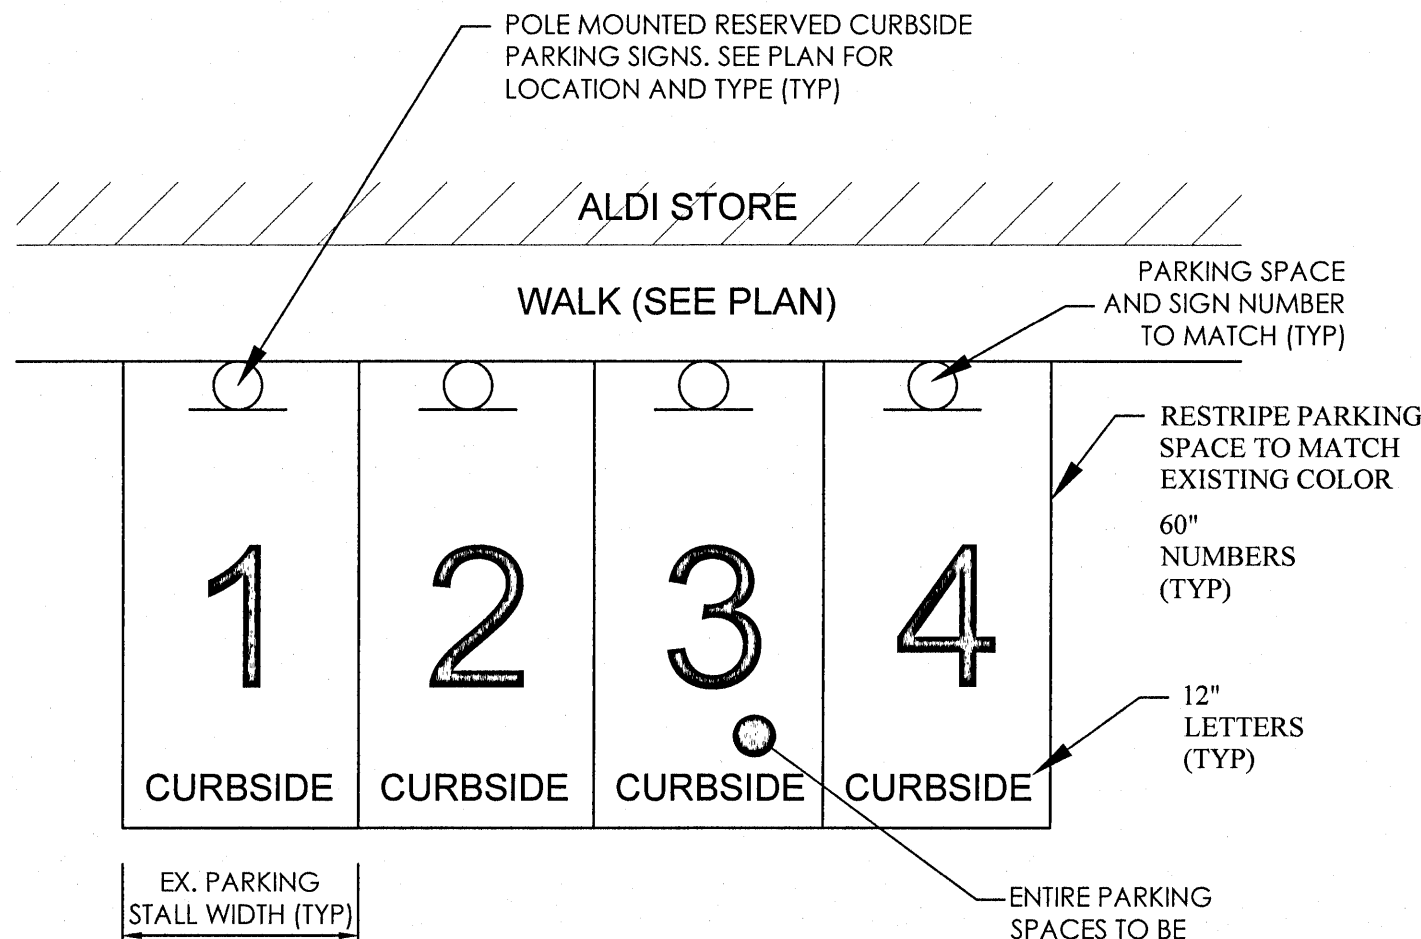 POLE MOUNTED RESERVED CURBSIDE
PARKING SIGNS. SEE PLAN FOR
LOCATION AND TYPE (TYP)
ALDI STORE
WALK (SEE PLAN)
PARKING SPACE
AND SIGN NUMBER
TO MATCH (TYP)
RESTRIPE PARKING
SPACE TO MATCH
EXISTING COLOR
60"
NUMBERS
(TYP)
1 2 3 4
12"
LETTERS
(TYP)
CURBSIDE CURBSIDE CURBSIDE CURBSIDE
EX. PARKING
STALL WIDTH (TYP)
ENTIRE PARKING
SPACES TO BE